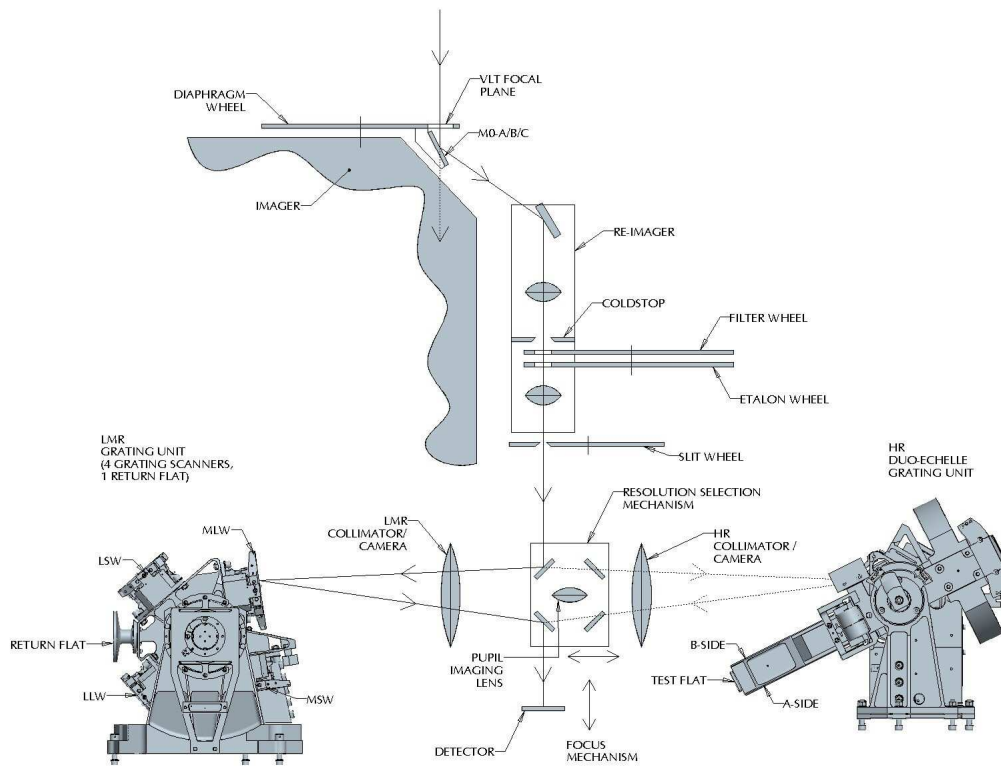 VLT FOCAL
PLANE
DIAPHRAGM
WHEEL
M0-A/B/C
IMAGER
RE-IMAGER
COLDSTOP
FILTER WHEEL
ETALON WHEEL
LMR
GRATING UNIT
(4 GRATING SCANNERS,
1 RETURN FLAT)
SLIT WHEEL
HR
DUO-ECHELLE
GRATING UNIT
RESOLUTION SELECTION
MECHANISM
LMR
COLLIMATOR/
CAMERA
HR
COLLIMATOR /
CAMERA
MLW
LSW
RETURN FLAT
LLW
MSW
PUPIL
IMAGING
LENS
B-SIDE
TEST FLAT
A-SIDE
DETECTOR
FOCUS
MECHANISM